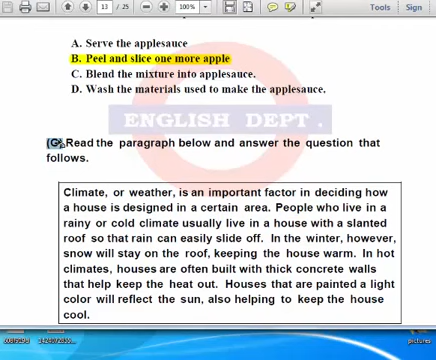 13 / 25
100%
Tools
Sign
A. Serve the applesauce
B. Peel and slice one more apple
C. Blend the mixture into applesauce.
D. Wash the materials used to make the applesauce.
ENGLISH DEPT.
(G) Read the paragraph below and answer the question that
follows.
Climate, or weather, is an important factor in deciding how
a house is designed in a certain area. People who live in a
rainy or cold climate usually live in a house with a slanted
roof so that rain can easily slide off. In the winter, however,
snow will stay on the roof, keeping the house warm. In hot
climates, houses are often built with thick concrete walls
that help keep the heat out. Houses that are painted a light
color will reflect the sun, also helping to keep the house
cool.
pictures